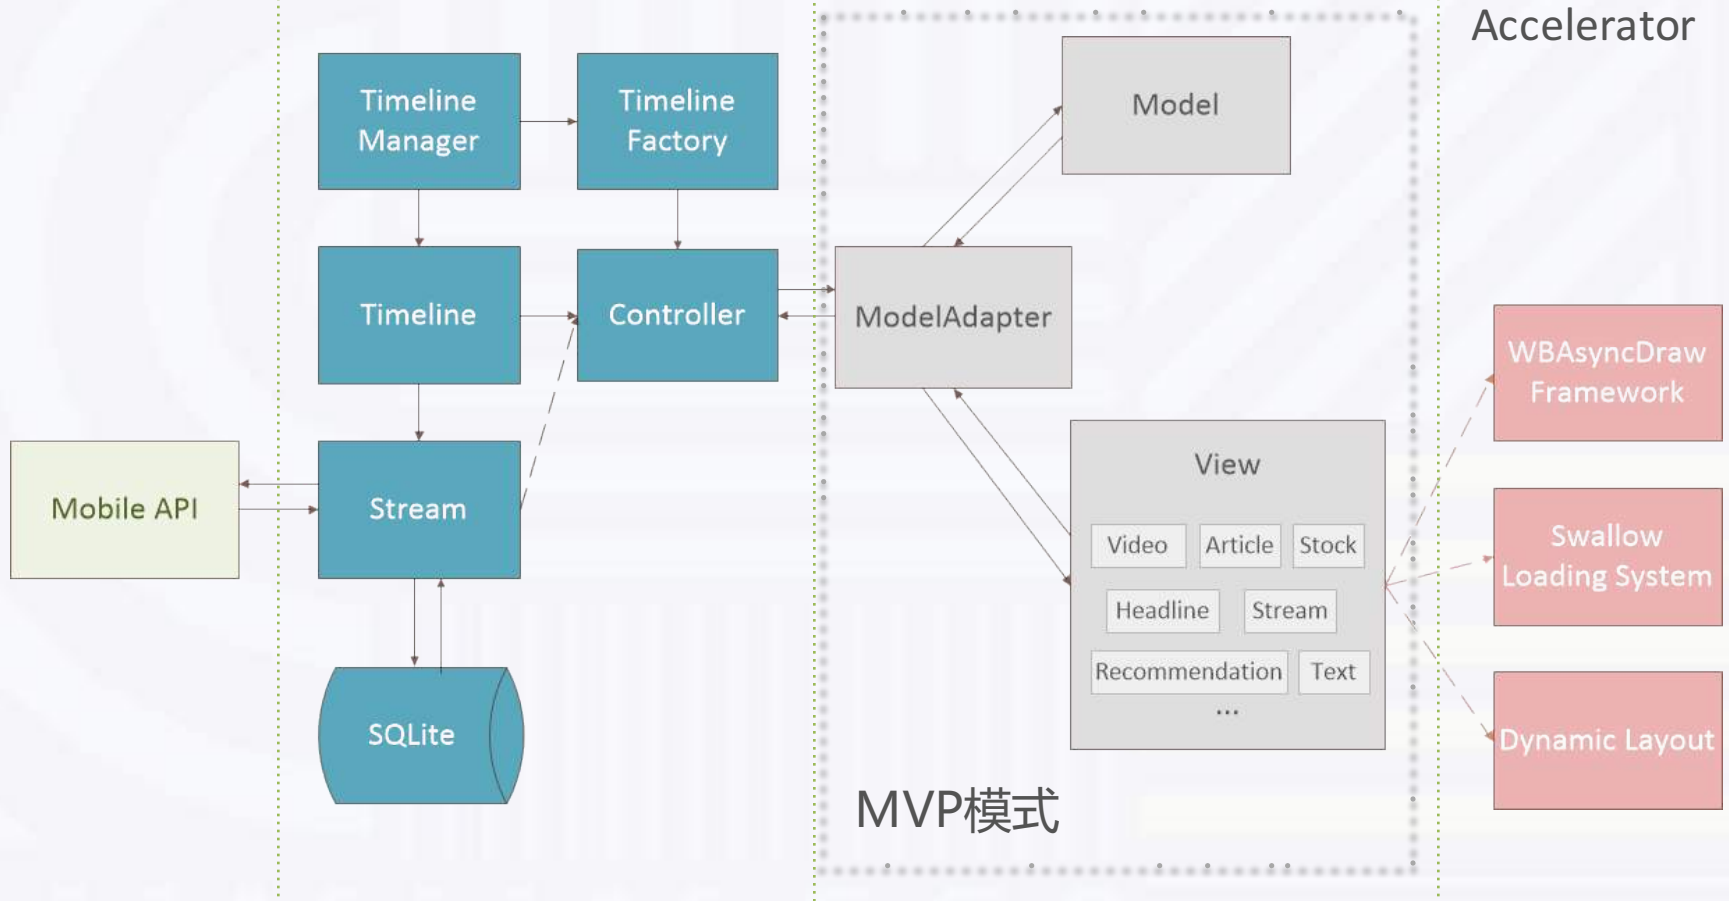 Accelerator
Timeline
Manager
Timeline
Factory
Model
Timeline
Controller
ModelAdapter
WBAsyncDraw
Framework
Mobile API
Stream
View
Video
Article
Stock
Headline
Stream
Recommendation
Text
...
Swallow
Loading System
SQLite
Dynamic Layout
MVP模式